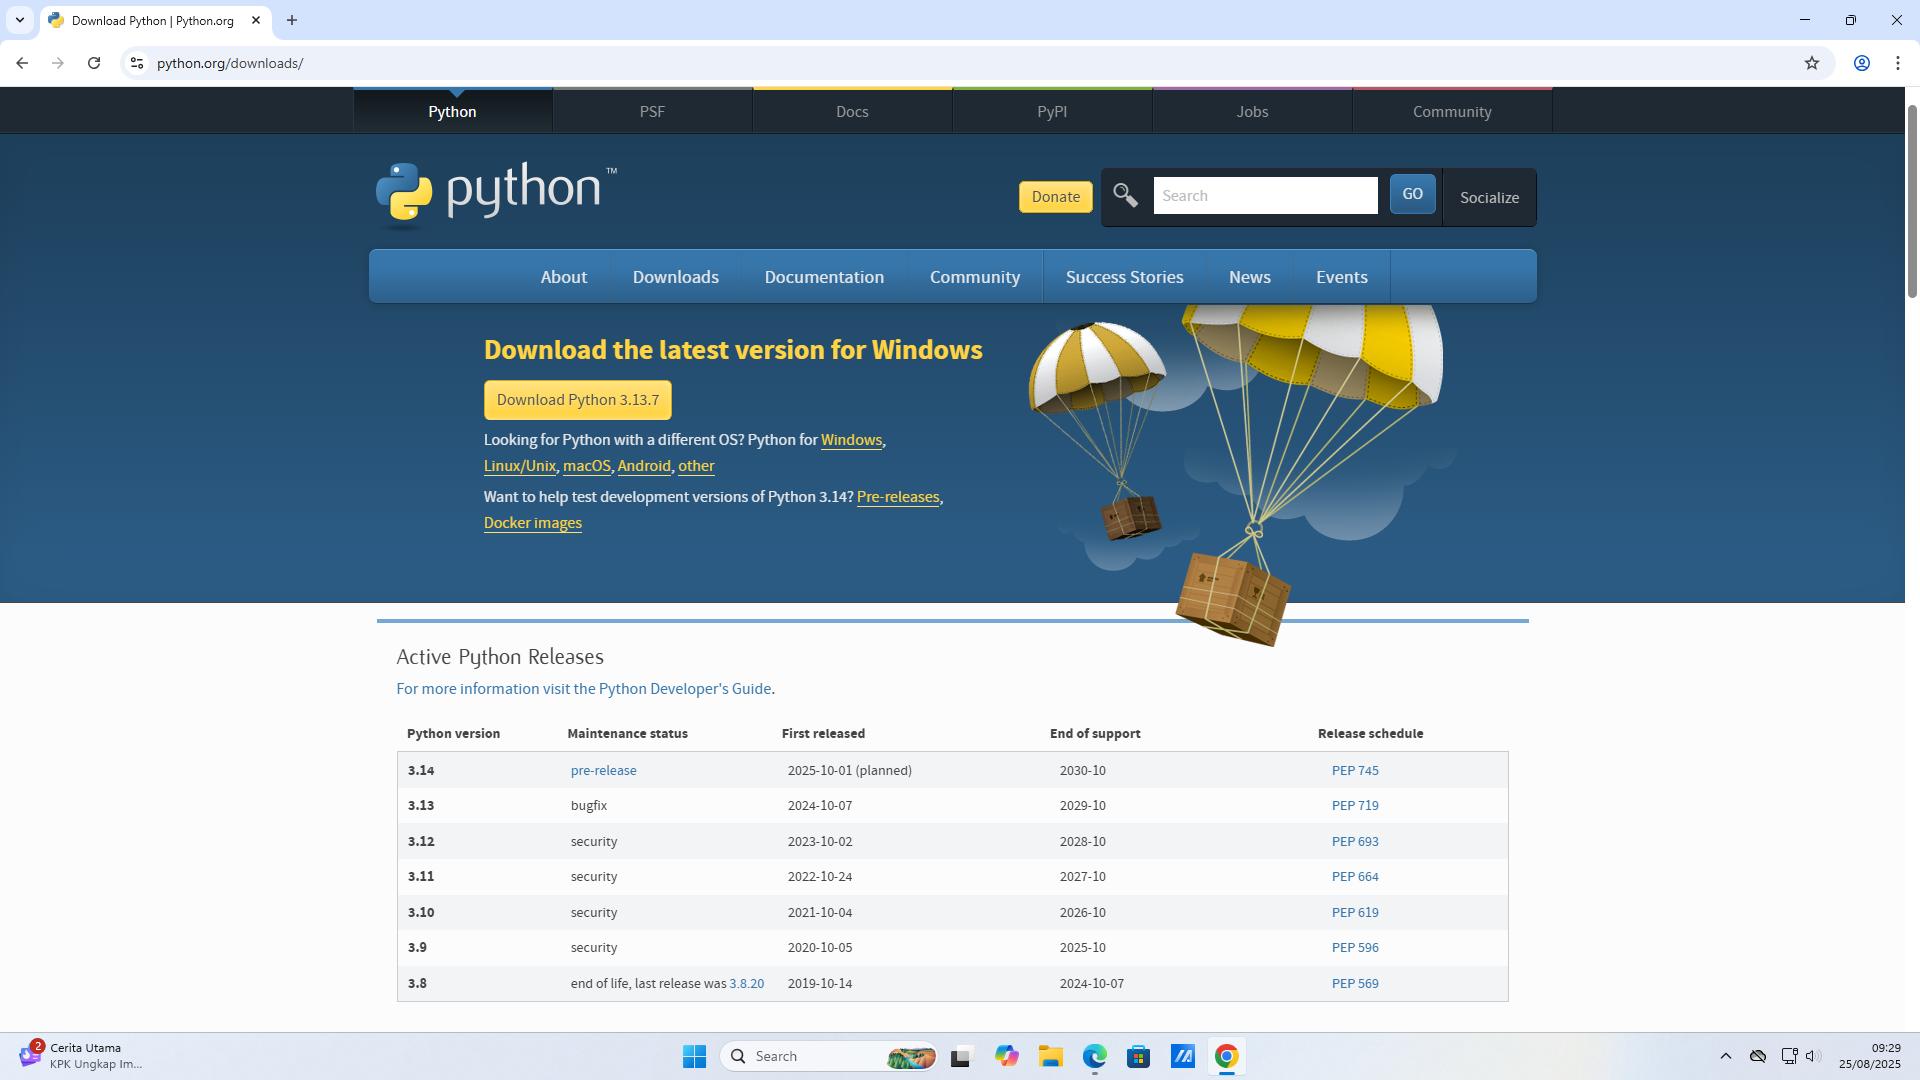 Download Python | Python.org
python.org/downloads/
Python
PSF
Docs
PyPI
Jobs
Community
python™
Donate
Search
GO
Socialize
About
Downloads
Documentation
Community
Success Stories
News
Events
Download the latest version for Windows
Download Python 3.13.7
Looking for Python with a different OS? Python for Windows,
Linux/Unix, macOS, Android, other
Want to help test development versions of Python 3.14? Pre-releases,
Docker images
Active Python Releases
For more information visit the Python Developer's Guide.
Python version Maintenance status First released End of support Release schedule
3.14 pre-release 2025-10-01 (planned) 2030-10 PEP 745
3.13 bugfix 2024-10-07 2029-10 PEP 719
3.12 security 2023-10-02 2028-10 PEP 693
3.11 security 2022-10-24 2027-10 PEP 664
3.10 security 2021-10-04 2026-10 PEP 619
3.9 security 2020-10-05 2025-10 PEP 596
3.8 end of life, last release was 3.8.20 2019-10-14 2024-10-07 PEP 569
2
Cerita Utama
KPK Ungkap Im...
Search
09:29
25/08/2025